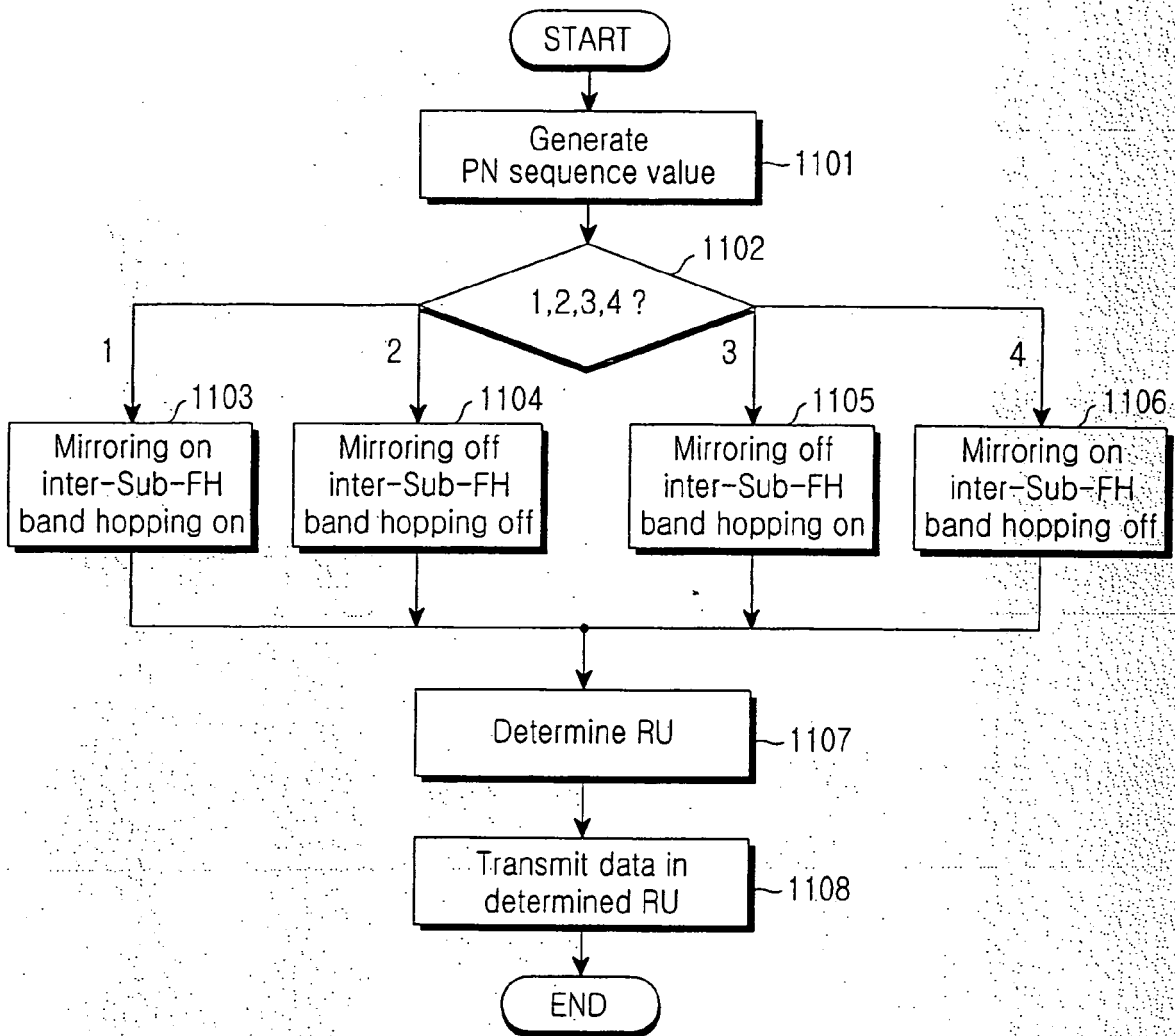 START
Generate
PN sequence value
1101
1102
1,2,3,4 ?
1
2
3
4
1103
Mirroring on
inter-Sub-FH
band hopping on
1104
Mirroring off
inter-Sub-FH
band hopping off
1105
Mirroring off
inter-Sub-FH
band hopping on
1106
Mirroring on
inter-Sub-FH
band hopping off
Determine RU
1107
Transmit data in
determined RU
1108
END